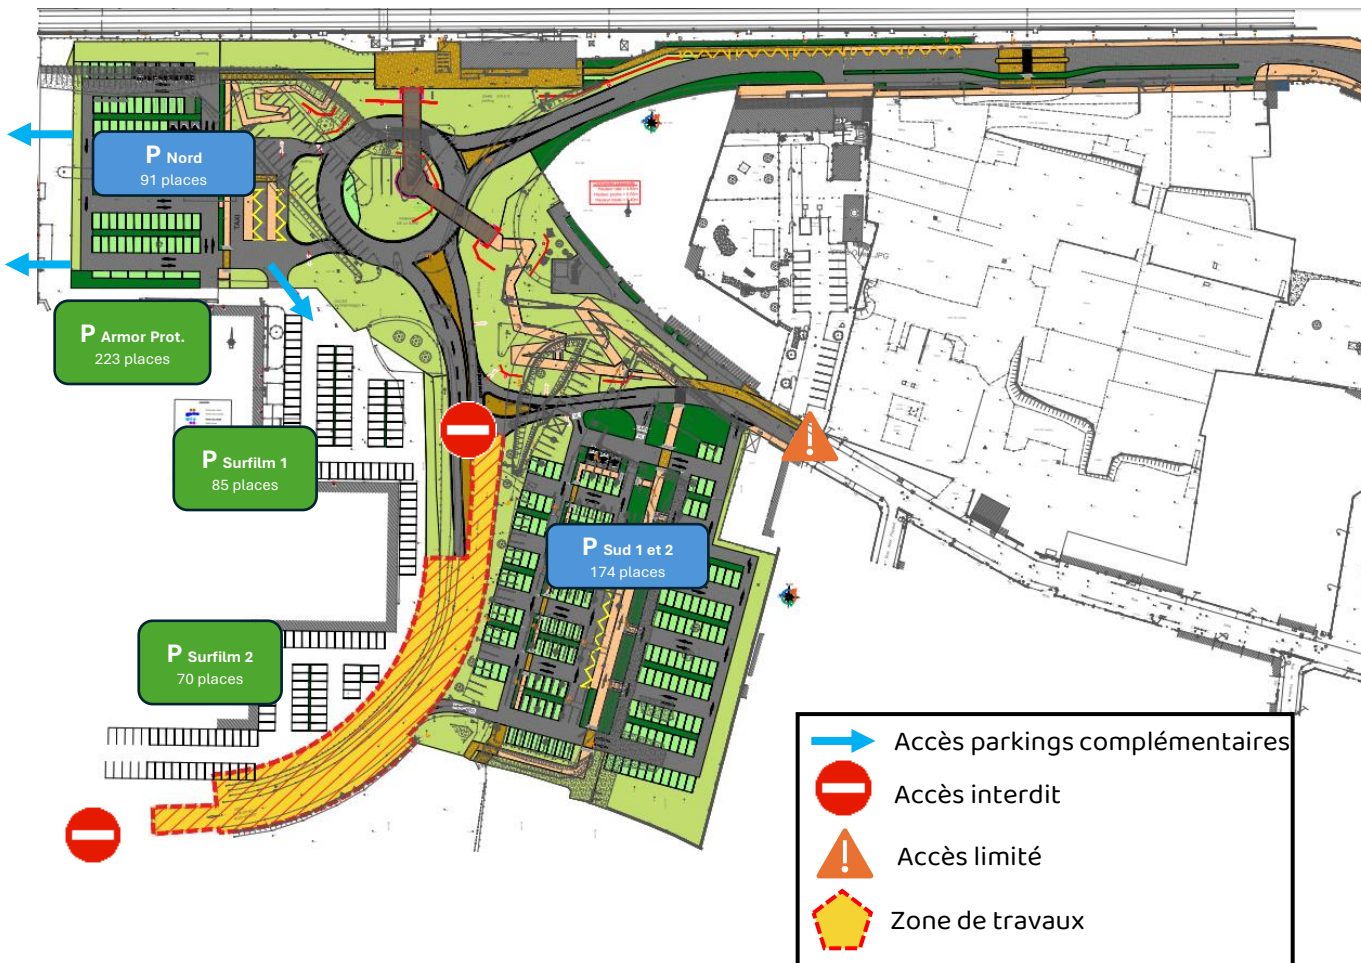 P Nord
91 places
TAXI
P Armor Prot.
223 places
P Surfilm 1
85 places
P Sud 1 et 2
174 places
P Surfilm 2
70 places
Accès parkings complémentaires
Accès interdit
Accès limité
Zone de travaux